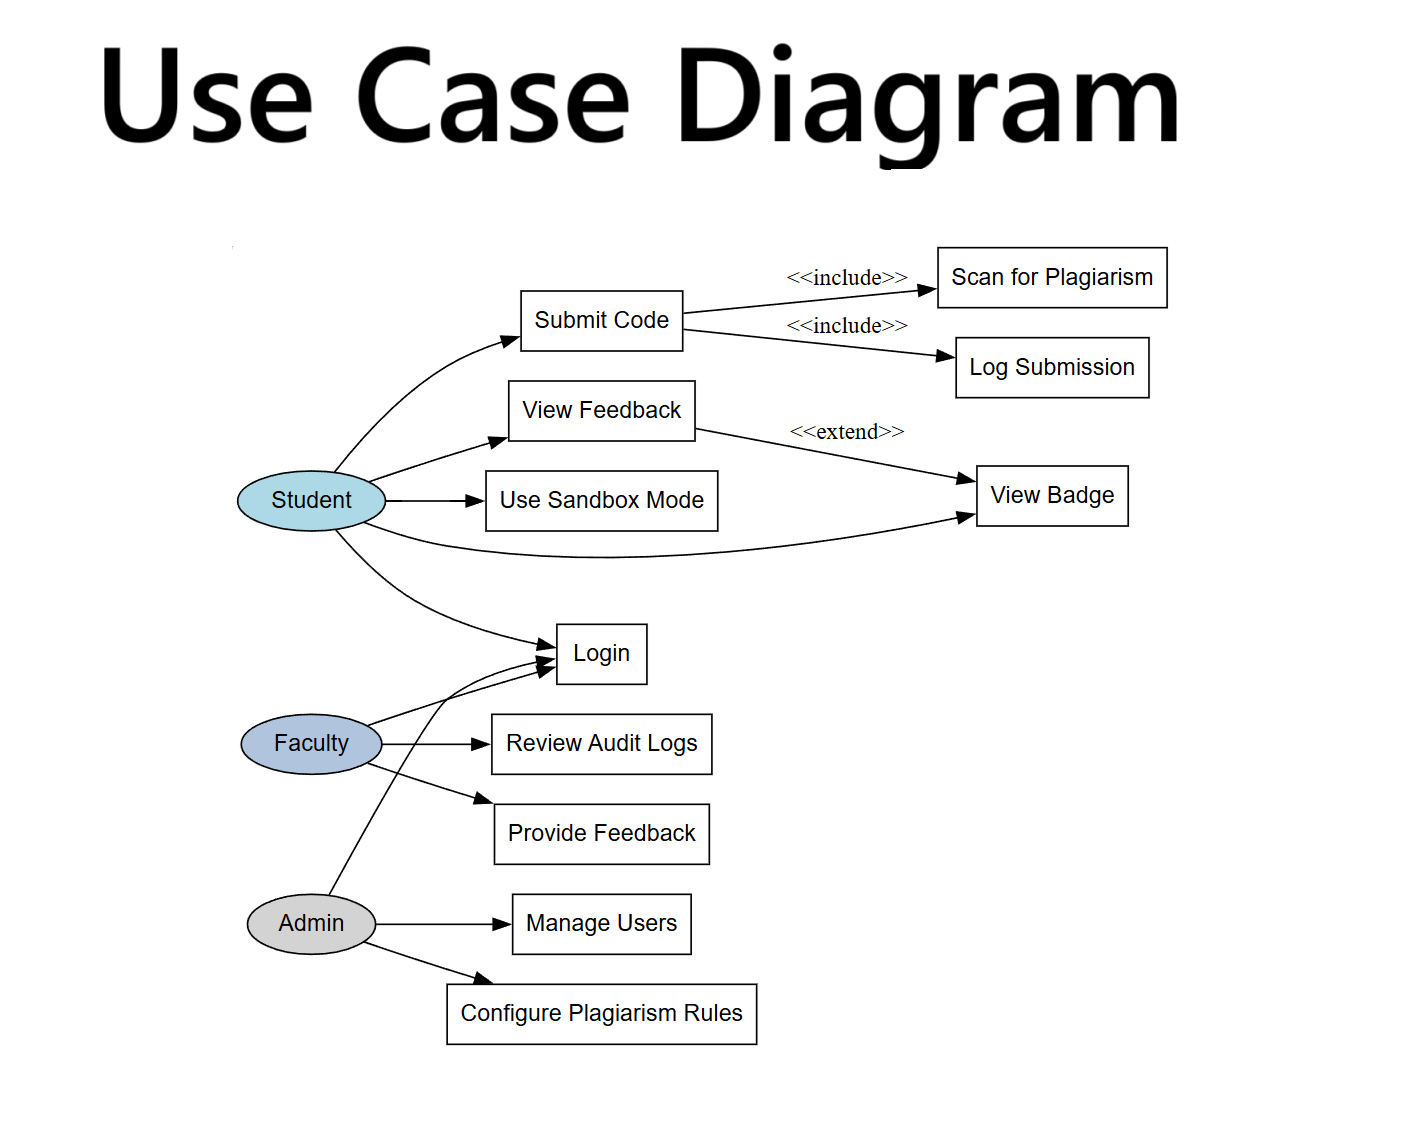 Use Case Diagram
<<include>>
Scan for Plagiarism
Submit Code
<<include>>
Log Submission
View Feedback
<<extend>>
Student
Use Sandbox Mode
View Badge
Login
Faculty
Review Audit Logs
Provide Feedback
Admin
Manage Users
Configure Plagiarism Rules